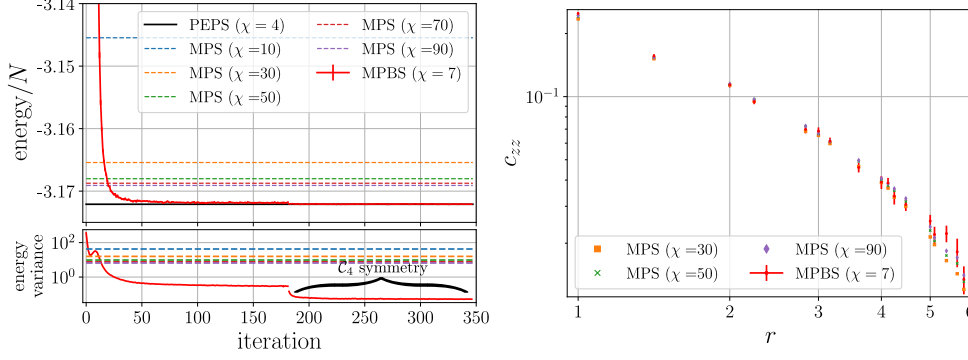 PEPS (χ = 4)
MPS (χ =10)
MPS (χ =30)
MPS (χ =50)
MPS (χ =70)
MPS (χ =90)
MPBS (χ = 7)
energy/N
-3.14
-3.15
-3.16
-3.17
energy
variance
10²
10⁰
C₄ symmetry
0 50 100 150 200 250 300 350
iteration
c_zz
10⁻¹
MPS (χ =30)
MPS (χ =50)
MPS (χ =90)
MPBS (χ = 7)
1 2 3 4 5 6
r